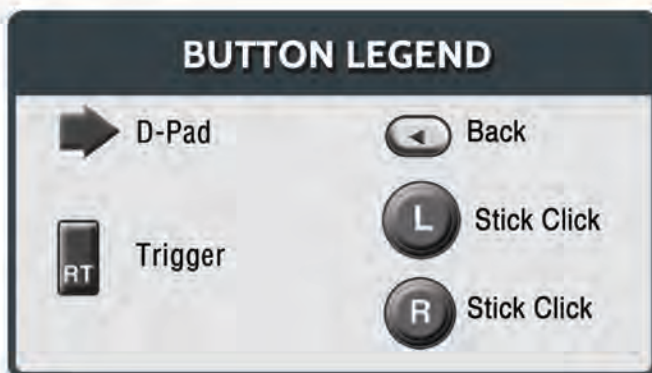 BUTTON LEGEND
D-Pad
Back
L Stick Click
RT Trigger
R Stick Click